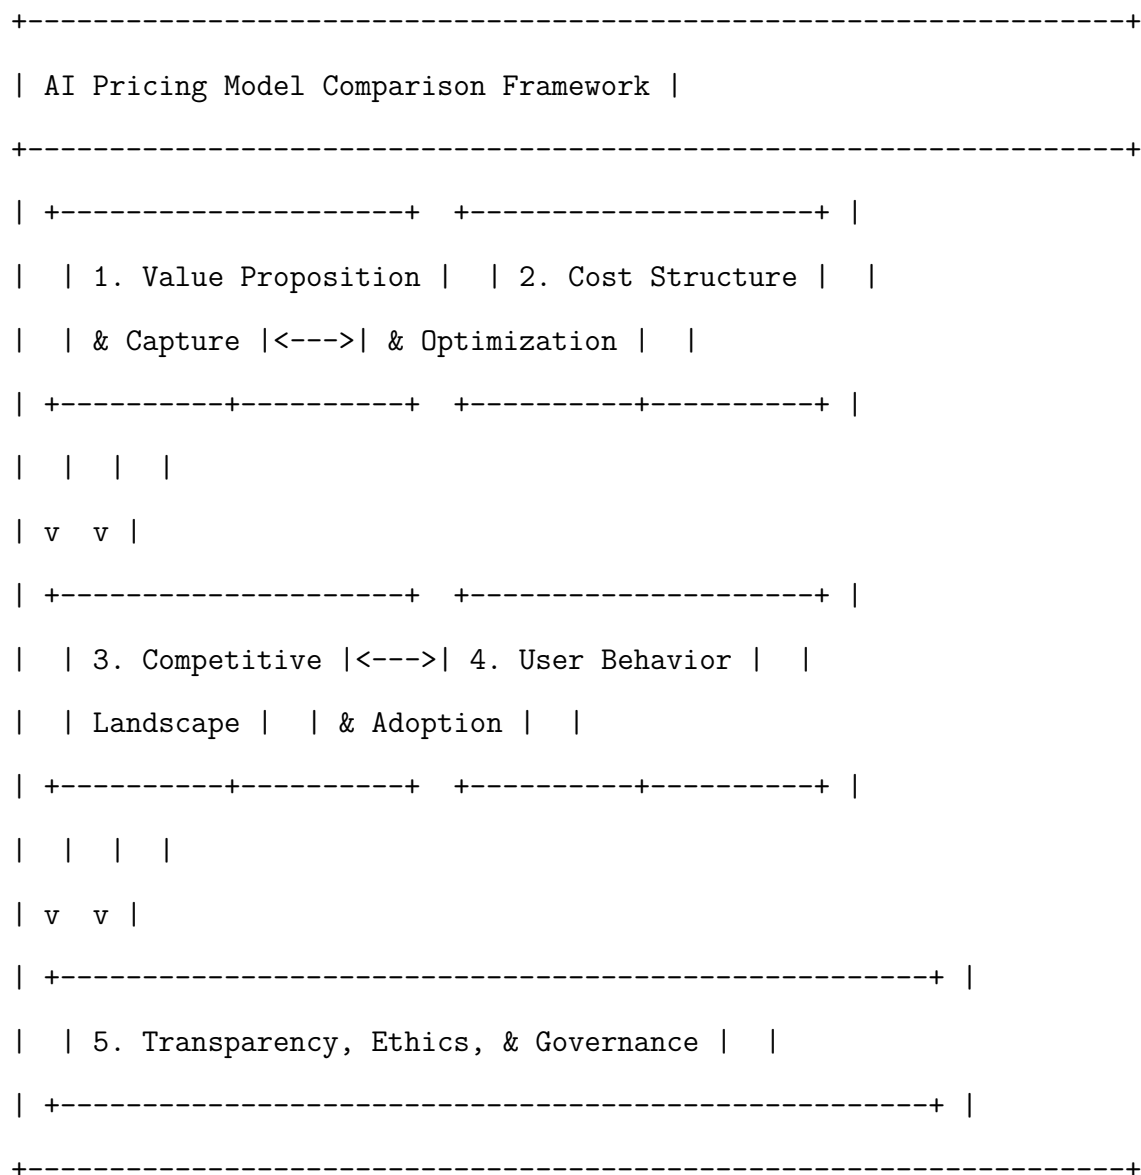 +-------------------------------------------------------------------+
| AI Pricing Model Comparison Framework |
+-------------------------------------------------------------------+
| +---------------------+  +---------------------+ |
|  | 1. Value Proposition |  | 2. Cost Structure |  |
|  | & Capture |<--->| & Optimization |  |
| +----------+----------+  +----------+----------+ |
|  |  |  |
| v  v |
| +---------------------+  +---------------------+ |
|  | 3. Competitive |<--->| 4. User Behavior |  |
|  | Landscape |  | & Adoption |  |
| +----------+----------+  +----------+----------+ |
|  |  |  |
| v  v |
| +-----------------------------------------------------+ |
|  | 5. Transparency, Ethics, & Governance |  |
| +-----------------------------------------------------+ |
+-------------------------------------------------------------------+